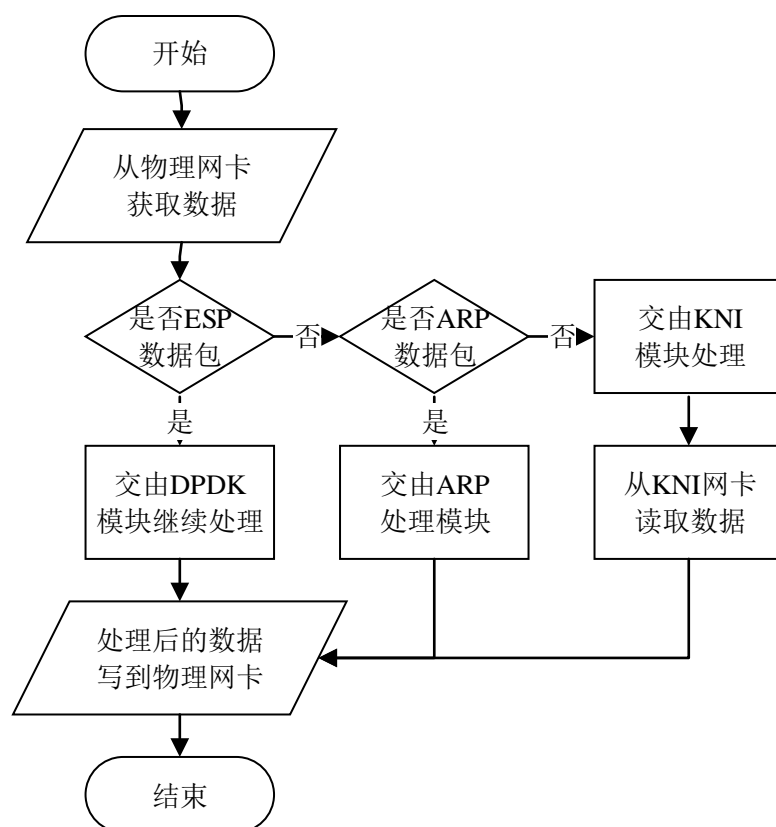 开始
从物理网卡
获取数据
是否ESP
数据包
否
是否ARP
数据包
否
交由KNI
模块处理
是
是
交由DPDK
模块继续处理
交由ARP
处理模块
从KNI网卡
读取数据
处理后的数据
写到物理网卡
结束